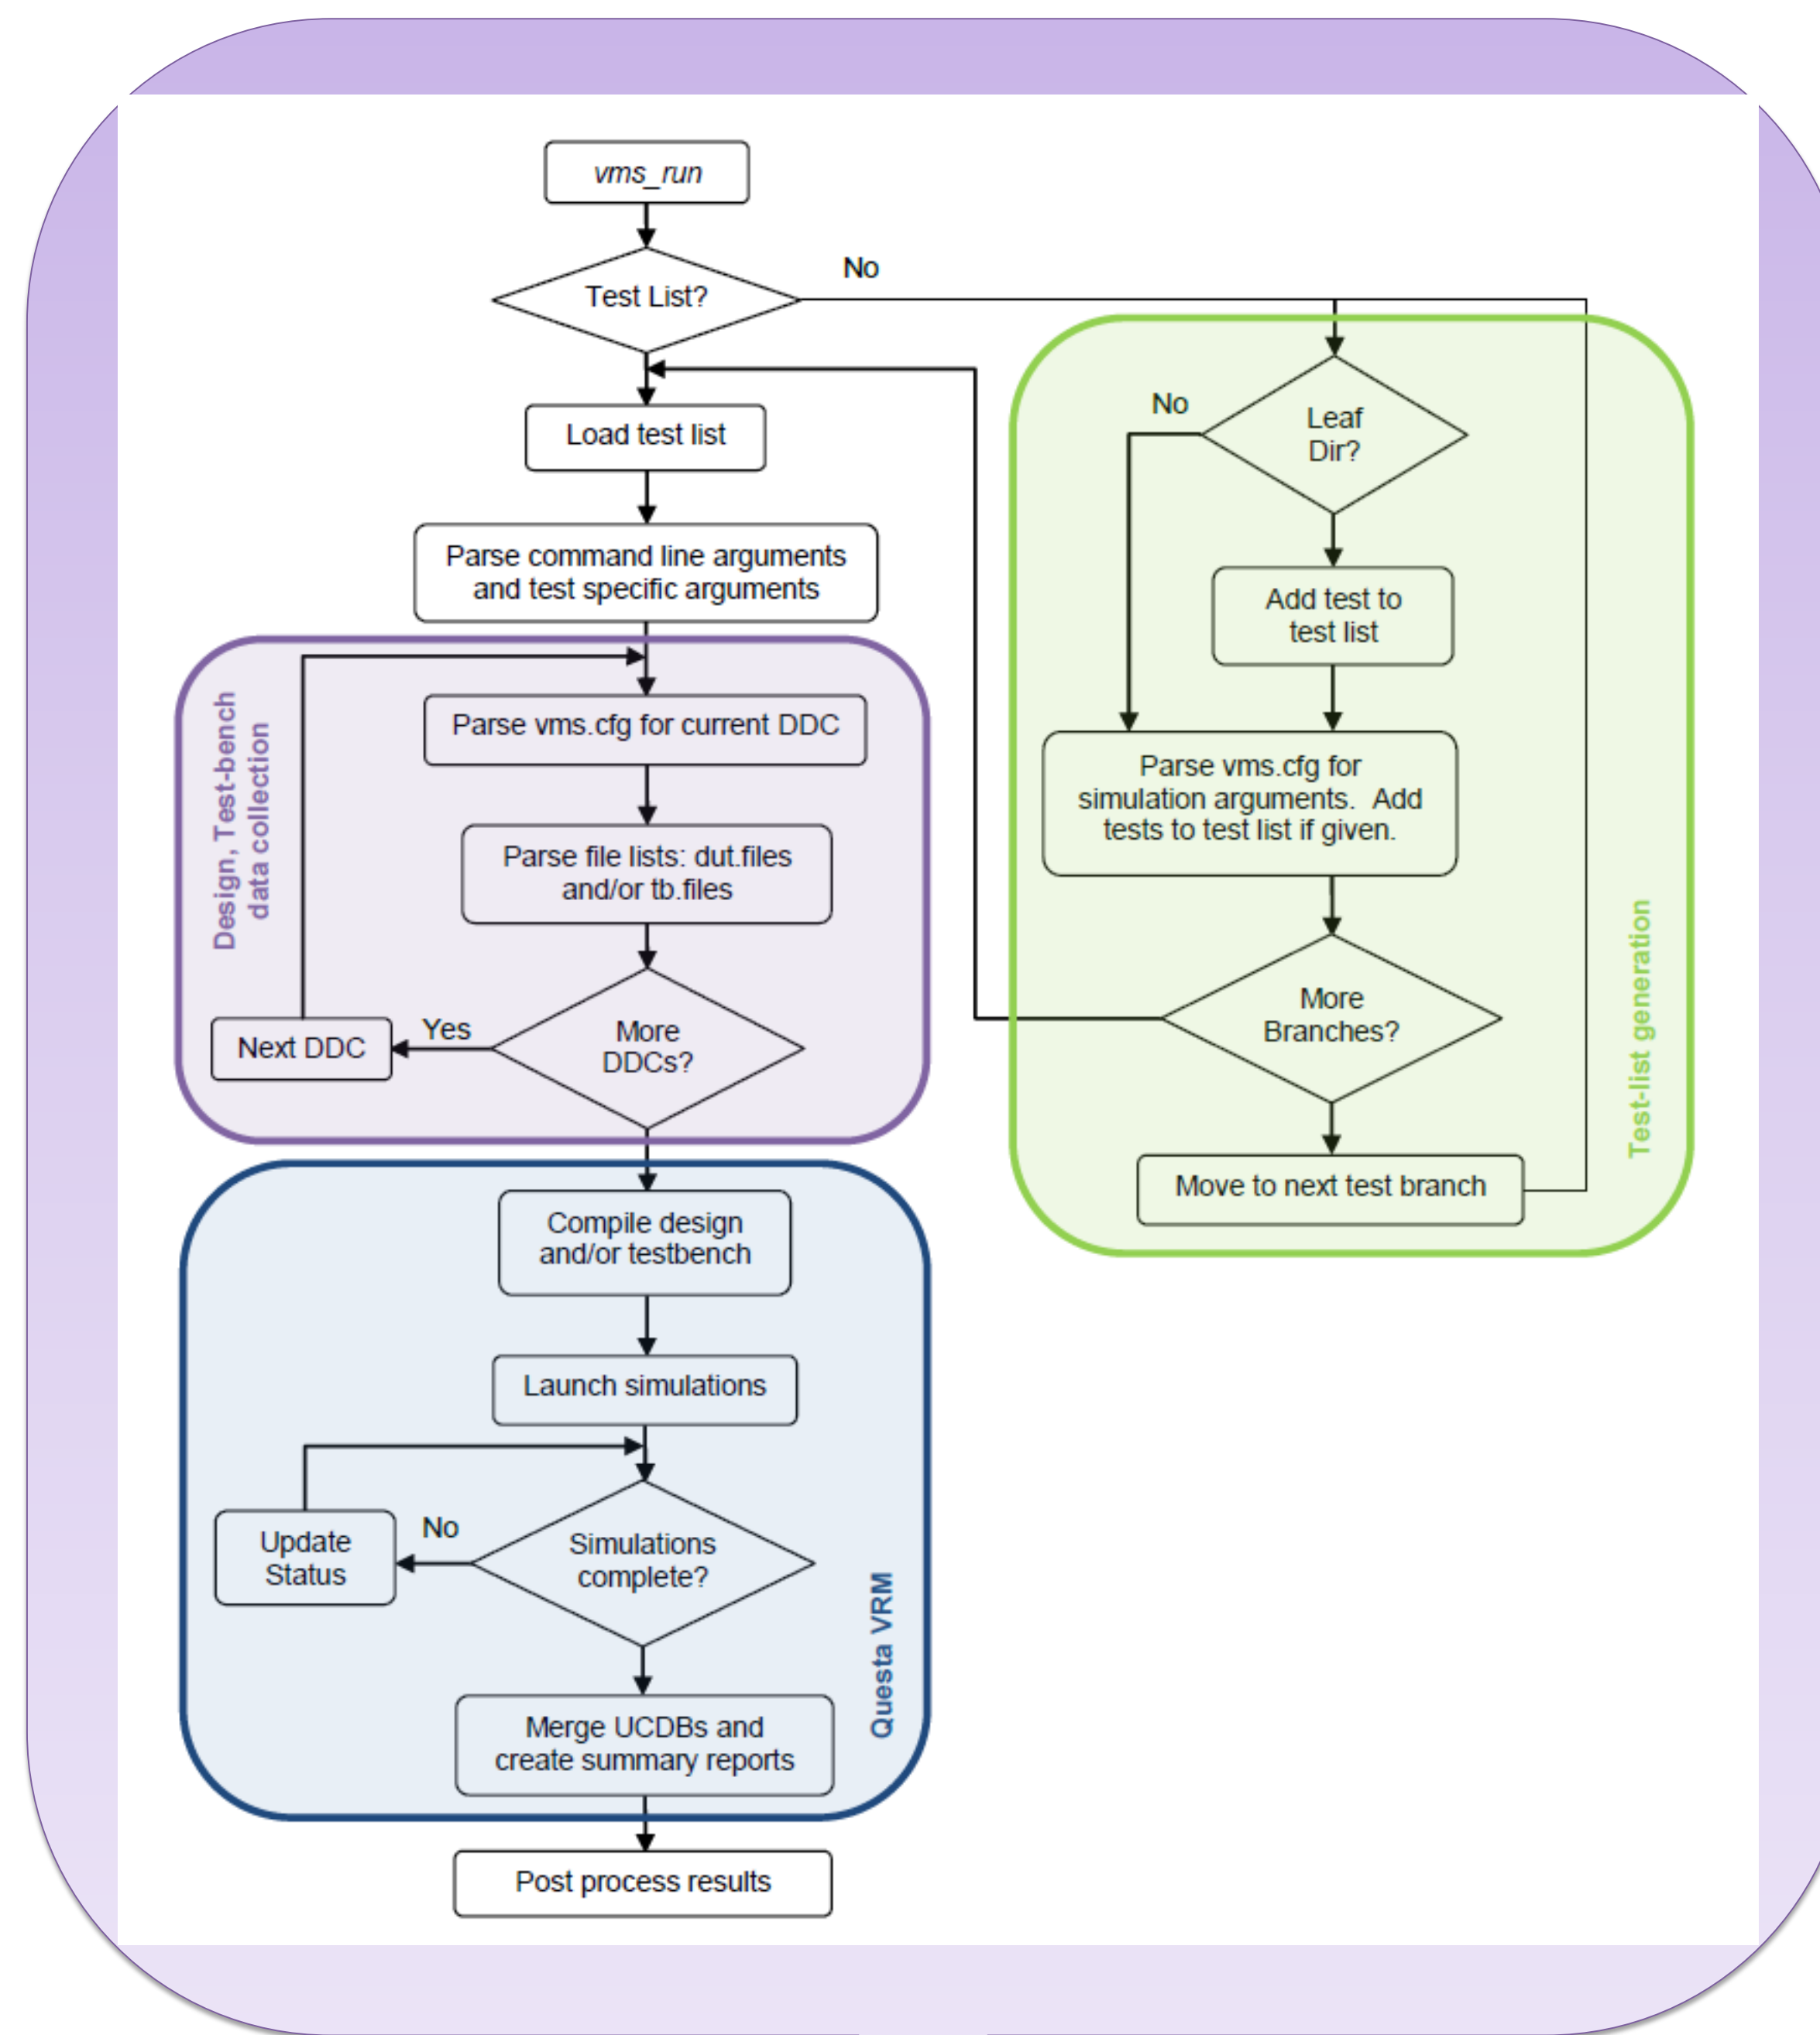 vms_run
Test List?
No
Load test list
Parse command line arguments
and test specific arguments
Design, Test-bench
data collection
Parse vms.cfg for current DDC
Parse file lists: dut.files
and/or tb.files
More
DDCs?
Yes
Next DDC
Compile design
and/or testbench
Launch simulations
Simulations
complete?
No
Update
Status
Merge UCDBs and
create summary reports
Questa VRM
Post process results
Leaf
Dir?
No
Add test to
test list
Parse vms.cfg for
simulation arguments.  Add
tests to test list if given.
More
Branches?
Move to next test branch
Test-list generation